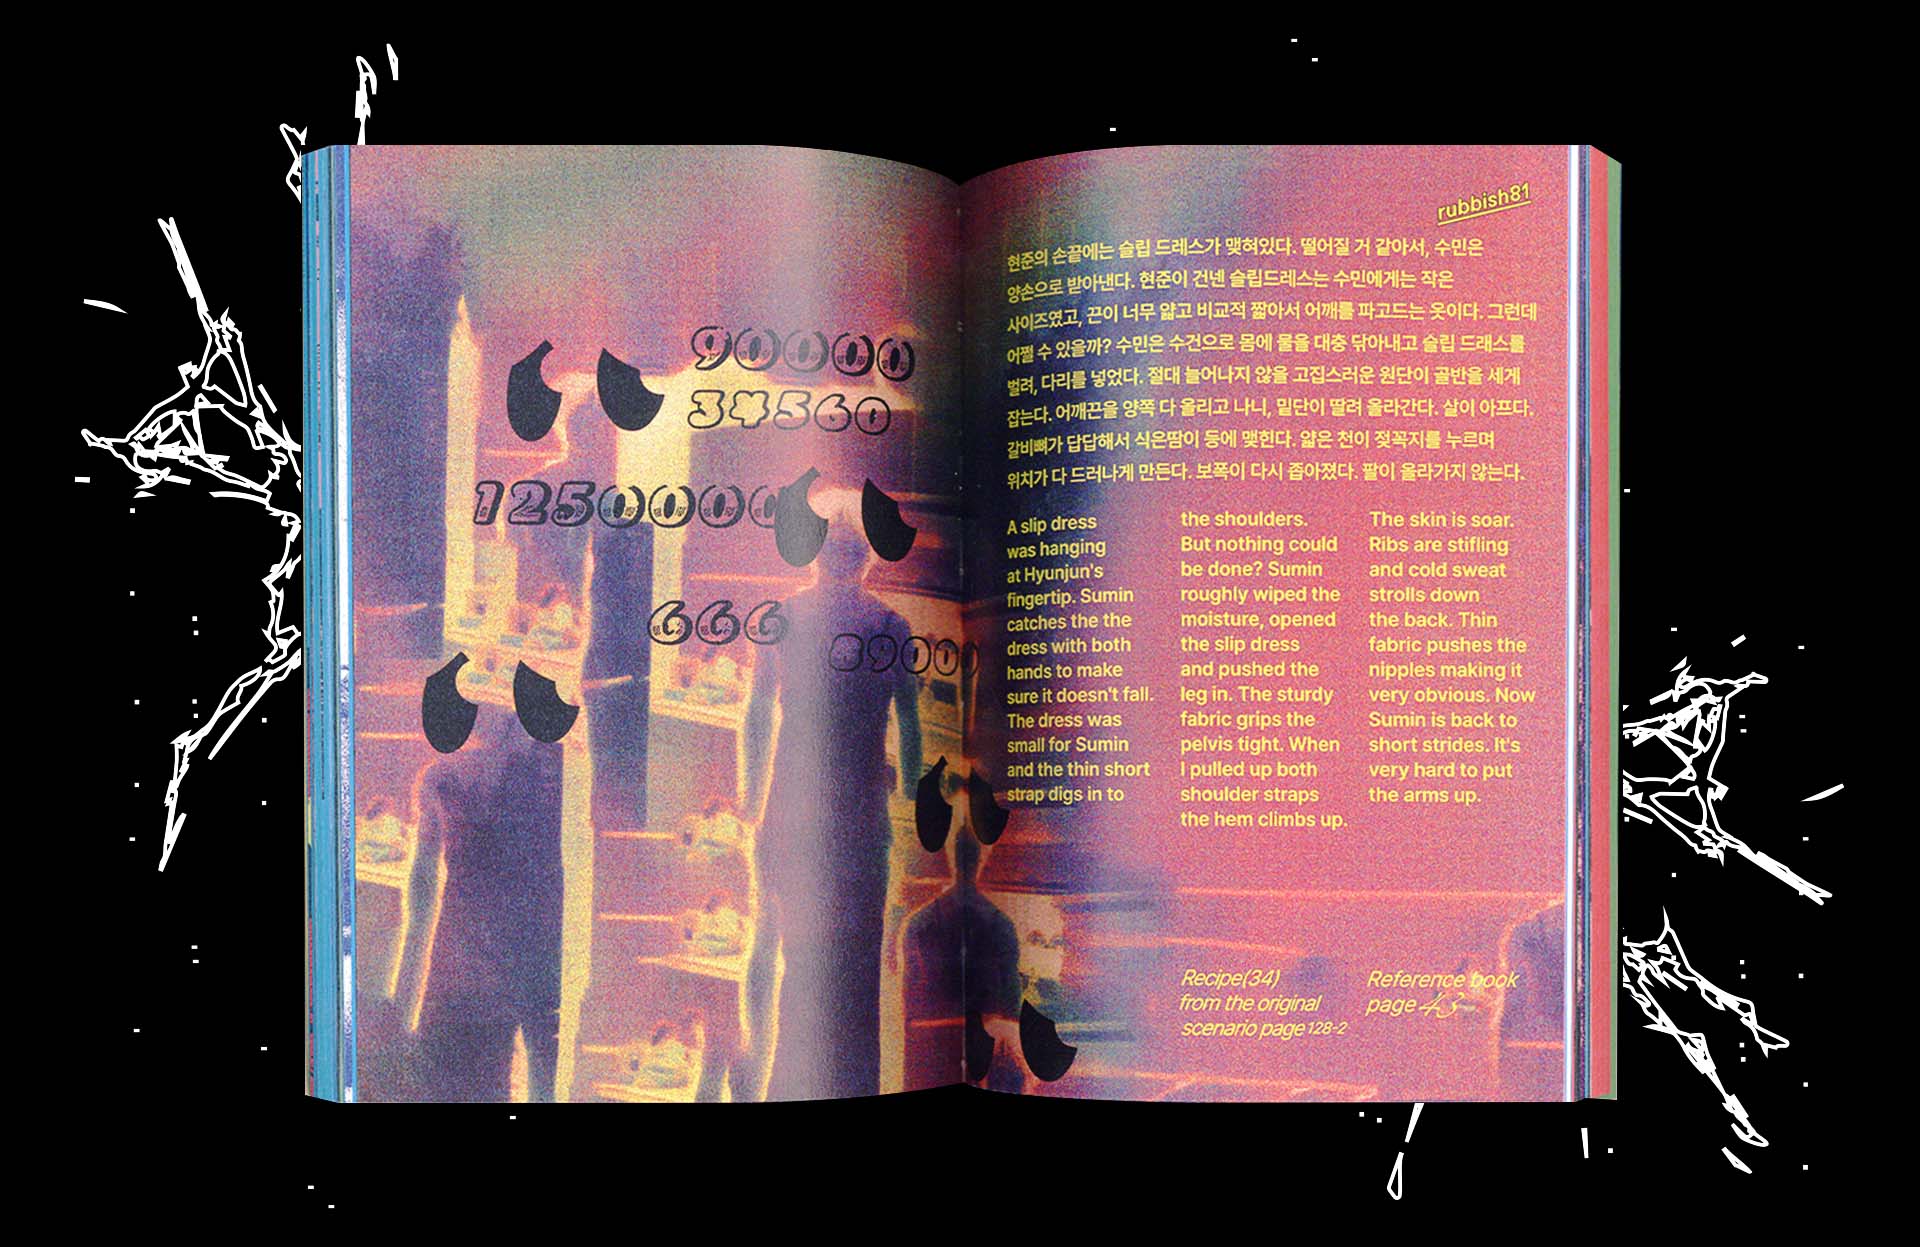 90000
34560
1250000
666
8900
rubbish81
현준의 손끝에는 슬립 드레스가 맺혀있다. 떨어질 거 같아서, 수민은
양손으로 받아낸다. 현준이 건넨 슬립드레스는 수민에게는 작은
사이즈였고, 끈이 너무 얇고 비교적 짧아서 어깨를 파고드는 옷이다. 그런데
어쩔 수 있을까? 수민은 수건으로 몸에 물을 대충 닦아내고 슬립 드래스를
벌려, 다리를 넣었다. 절대 늘어나지 않을 고집스러운 원단이 골반을 세게
잡는다. 어깨끈을 양쪽 다 올리고 나니, 밑단이 딸려 올라간다. 살이 아프다.
갈비뼈가 답답해서 식은땀이 등에 맺힌다. 얇은 천이 젖꼭지를 누르며
위치가 다 드러나게 만든다. 보폭이 다시 좁아졌다. 팔이 올라가지 않는다.
A slip dress
was hanging
at Hyunjun's
fingertip. Sumin
catches the the
dress with both
hands to make
sure it doesn't fall.
The dress was
small for Sumin
and the thin short
strap digs in to
the shoulders.
But nothing could
be done? Sumin
roughly wiped the
moisture, opened
the slip dress
and pushed the
leg in. The sturdy
fabric grips the
pelvis tight. When
I pulled up both
shoulder straps
the hem climbs up.
The skin is soar.
Ribs are stifling
and cold sweat
strolls down
the back. Thin
fabric pushes the
nipples making it
very obvious. Now
Sumin is back to
short strides. It's
very hard to put
the arms up.
Recipe(34)
from the original
scenario page 128-2
Reference book
page 43